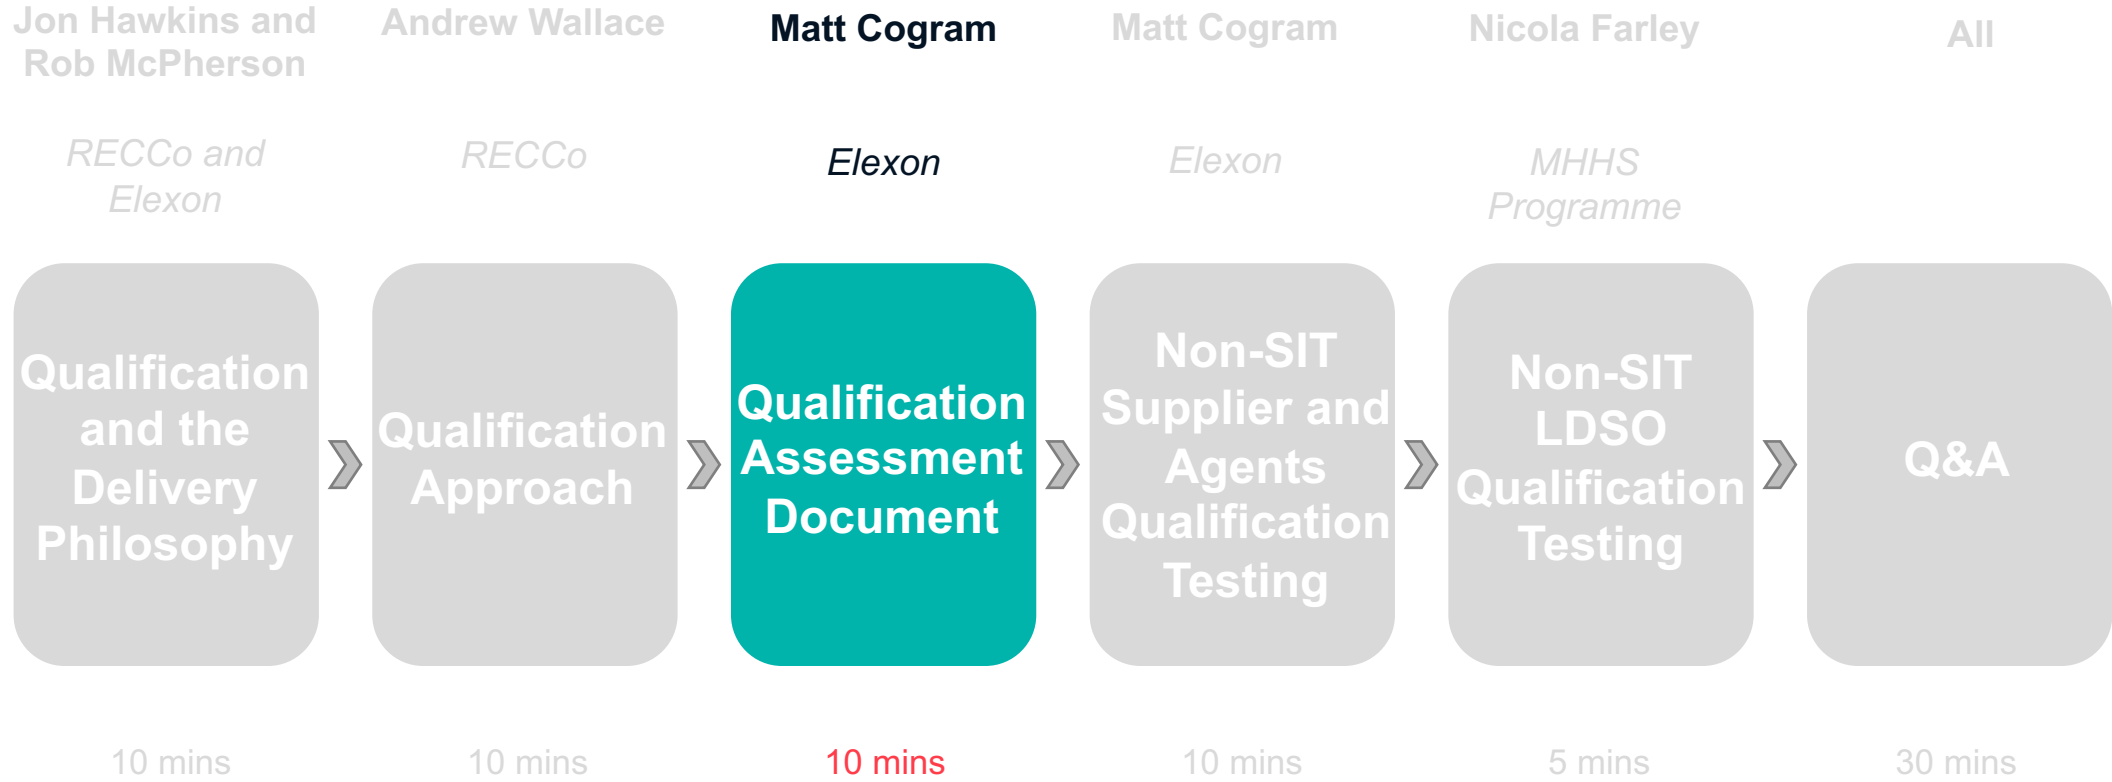 Jon Hawkins and
Rob McPherson
Andrew Wallace
Matt Cogram
Matt Cogram
Nicola Farley
All
RECCo and
Elexon
RECCo
Elexon
Elexon
MHHS
Programme
Qualification
and the
Delivery
Philosophy
Qualification
Approach
Qualification
Assessment
Document
Non-SIT
Supplier and
Agents
Qualification
Testing
Non-SIT
LDSO
Qualification
Testing
Q&A
10 mins
10 mins
10 mins
10 mins
5 mins
30 mins